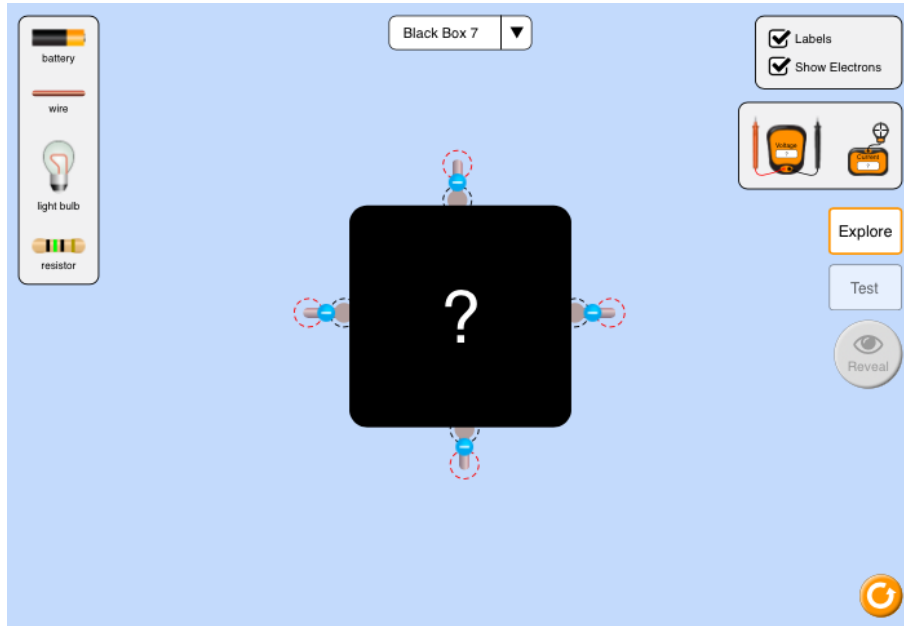 Black Box 7
Labels
Show Electrons
battery
wire
light bulb
resistor
Voltage
?
Current
?
Explore
Test
Reveal
?